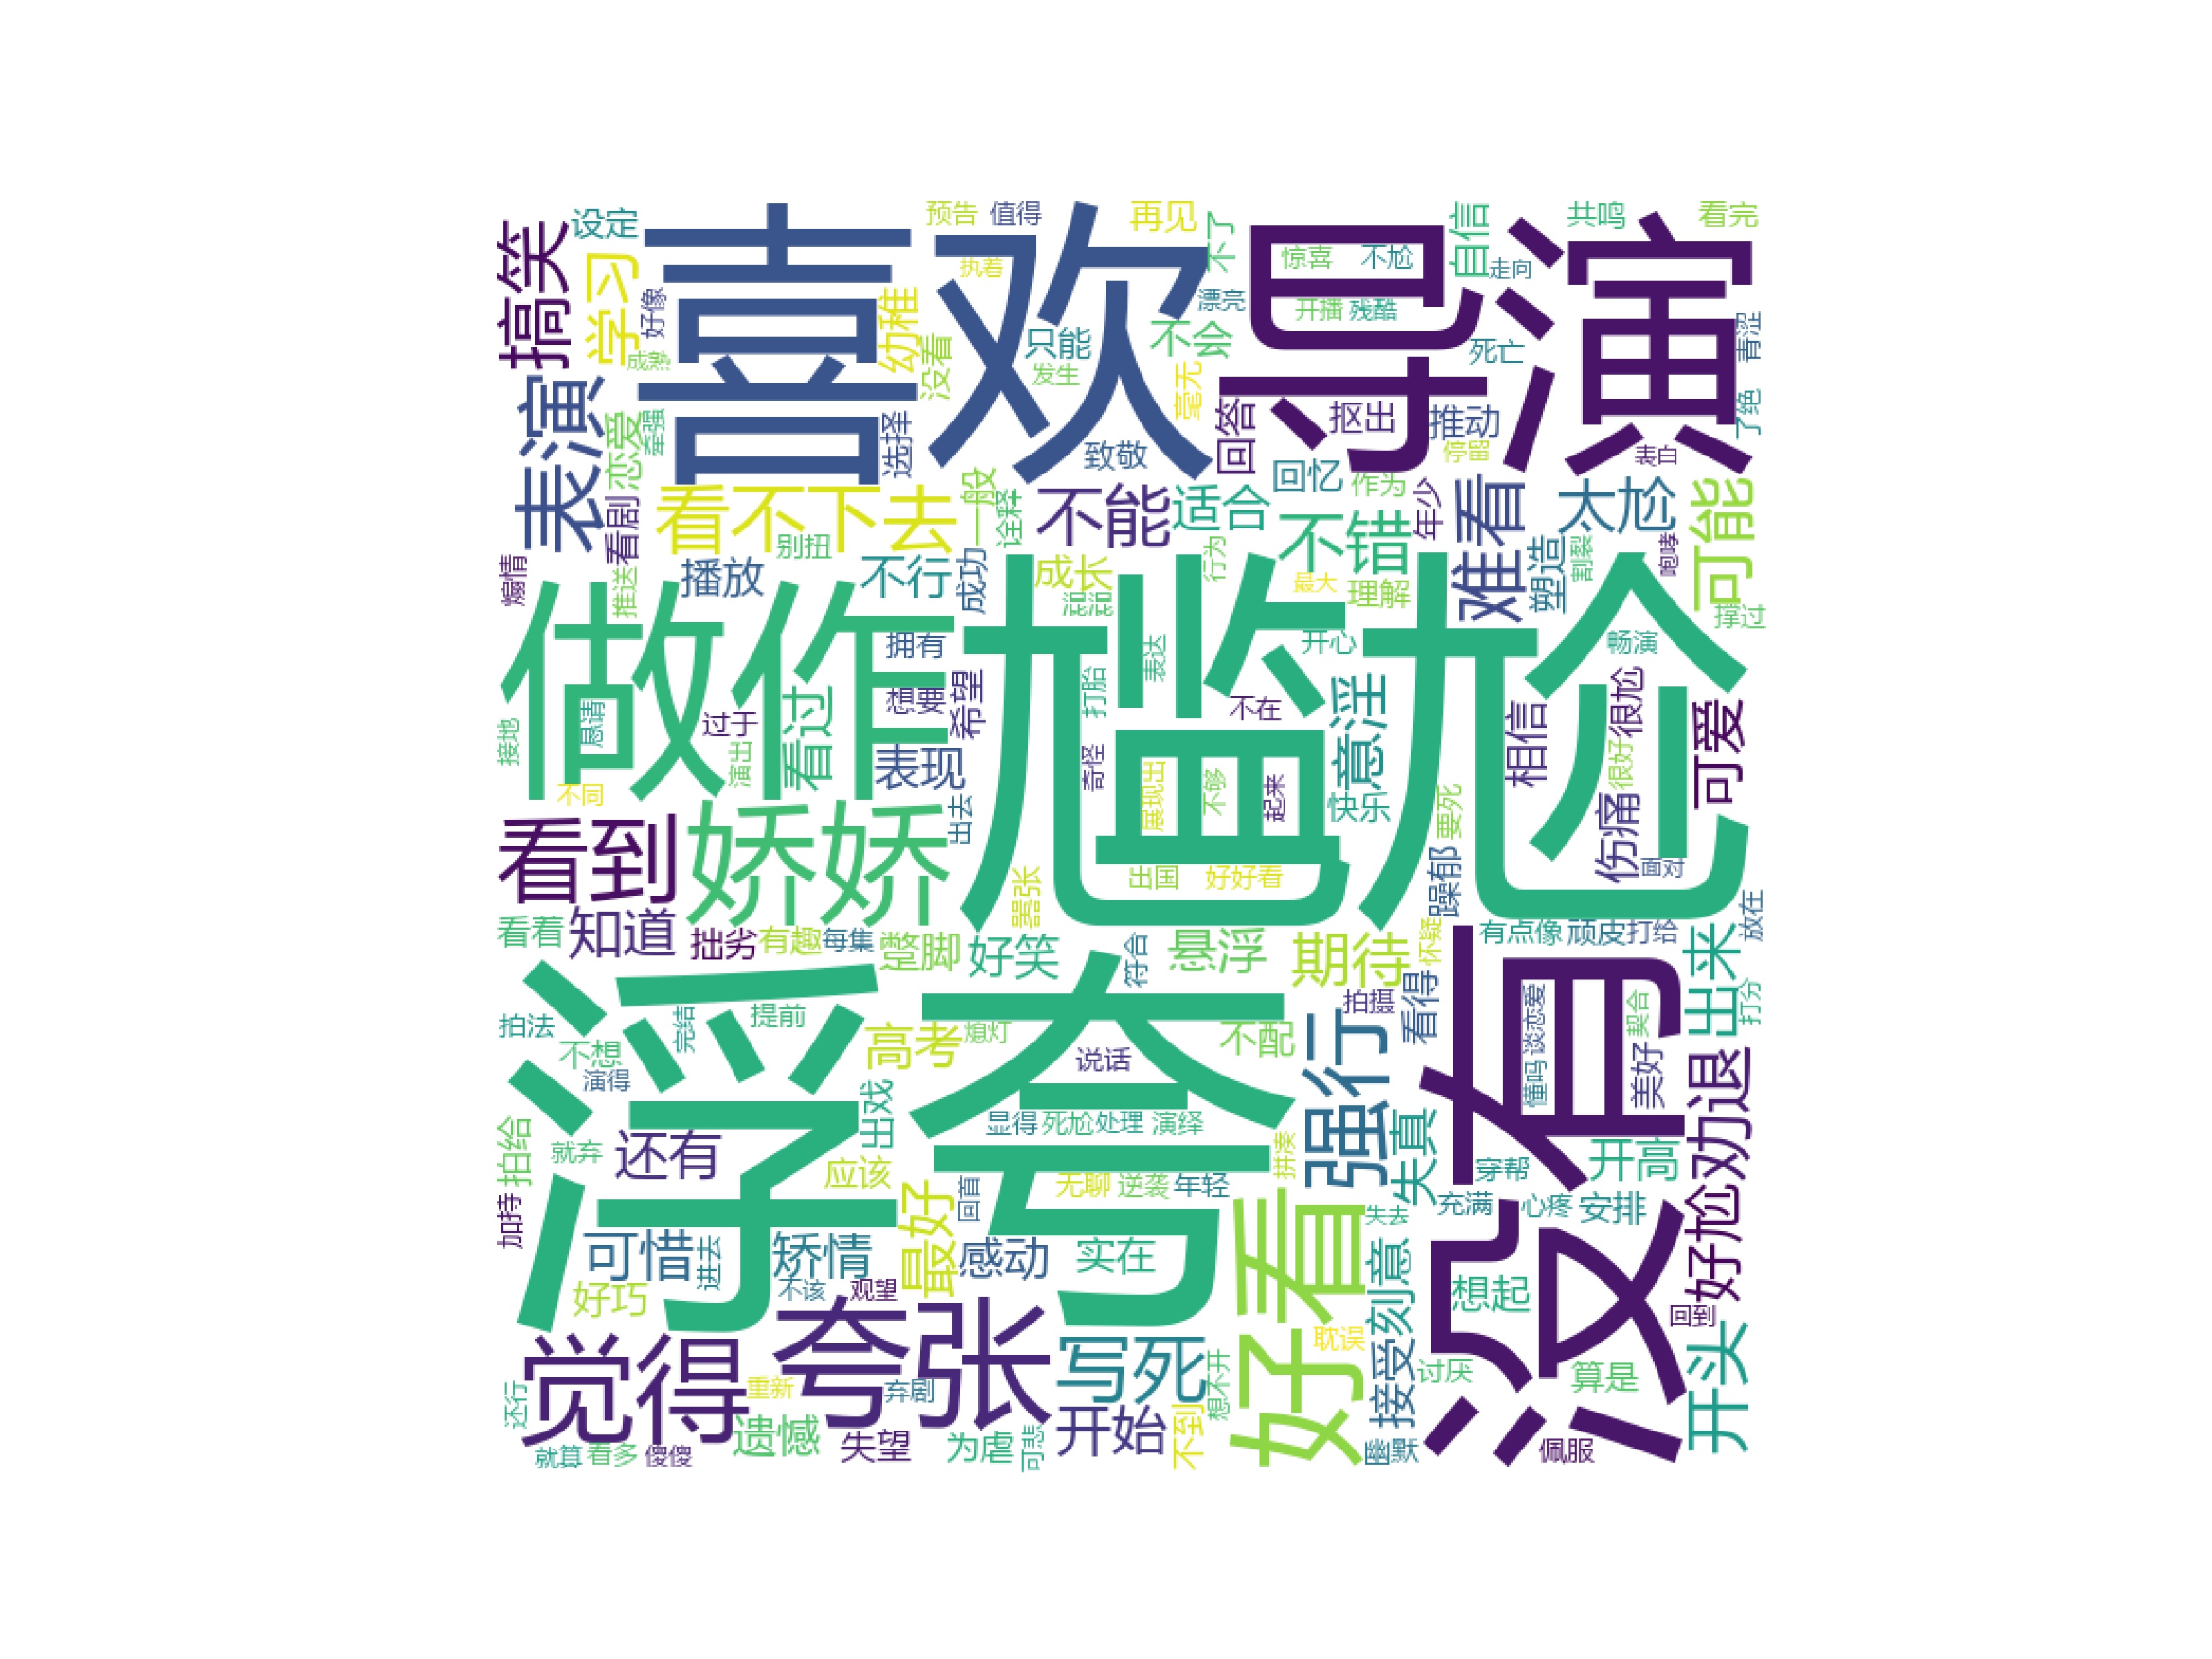 搞笑
设定
学习
好像
成熟
喜欢
预告
值得
再见
执着
幼稚
没看
漂亮
只能
不会
发生
毫无
不了
导演
惊喜
不尬
开播
残酷
自信
走向
共鸣
看完
死亡
青涩
了绝
表演
恋爱
牵强
看剧
选择
致敬
回答
抠出
推动
停留
表白
看不下去
一般
诠释
不能
适合
回忆
作为
不错
年少
难看
太尬
可能
煽情
推送
播放
别扭
不行
成功
成长
行为
最大
理解
塑造
割裂
咆哮
撑过
做作
尴尬
拥有
想要
希望
打胎
表达
不在
开心
意淫
畅演
很尬
可爱
接地
恳请
不同
过于
演出
看过
表现
奇怪
展现出
不够
起来
快乐
相信
伤痛
很好
要死
看到
娇娇
出去
出国
好好看
嚣张
躁郁
面对
看着
知道
拙劣
有趣
每集
蹩脚
好笑
符合
悬浮
期待
怀疑
有点像
顽皮
打给
出来
放在
打分
浮夸
拍法
不想
演得
完结
提前
高考
熄灯
说话
不配
拍摄
看得
强行
没有
懂吗
谈恋爱
契合
美好
劝退
拍给
就弃
还有
应该
出戏
显得
死尬
处理
演绎
拼凑
无聊
逆袭
年轻
失真
穿帮
开高
充满
心疼
安排
加持
可惜
进去
矫情
最好
回首
感动
实在
好看
失去
刻意
想起
好尬
回到
好巧
不该
观望
觉得
夸张
写死
耽误
接受
讨厌
算是
开头
还行
重新
弃剧
遗憾
失望
为虐
可悲
开始
不到
想不开
幽默
佩服
就算
看多
傻傻